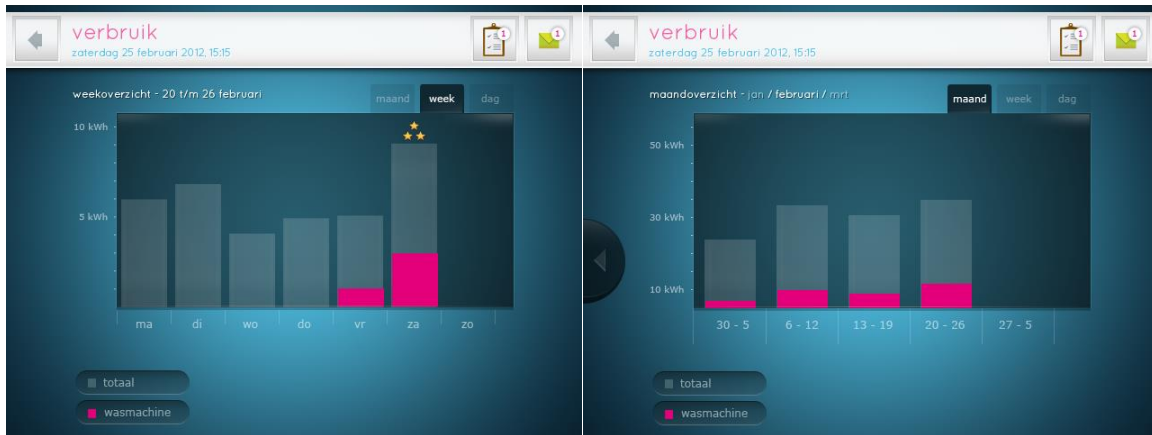 verbruik
zaterdag 25 februari 2012, 15:15
1
1
weekoverzicht - 20 t/m 26 februari
maand week dag
10 kWh
5 kWh
ma di wo do vr za zo
totaal
wasmachine
verbruik
zaterdag 25 februari 2012, 15:15
1
1
maandoverzicht - jan / februari / mrt
maand week dag
50 kWh
30 kWh
10 kWh
30 - 5 6 - 12 13 - 19 20 - 26 27 - 5
totaal
wasmachine